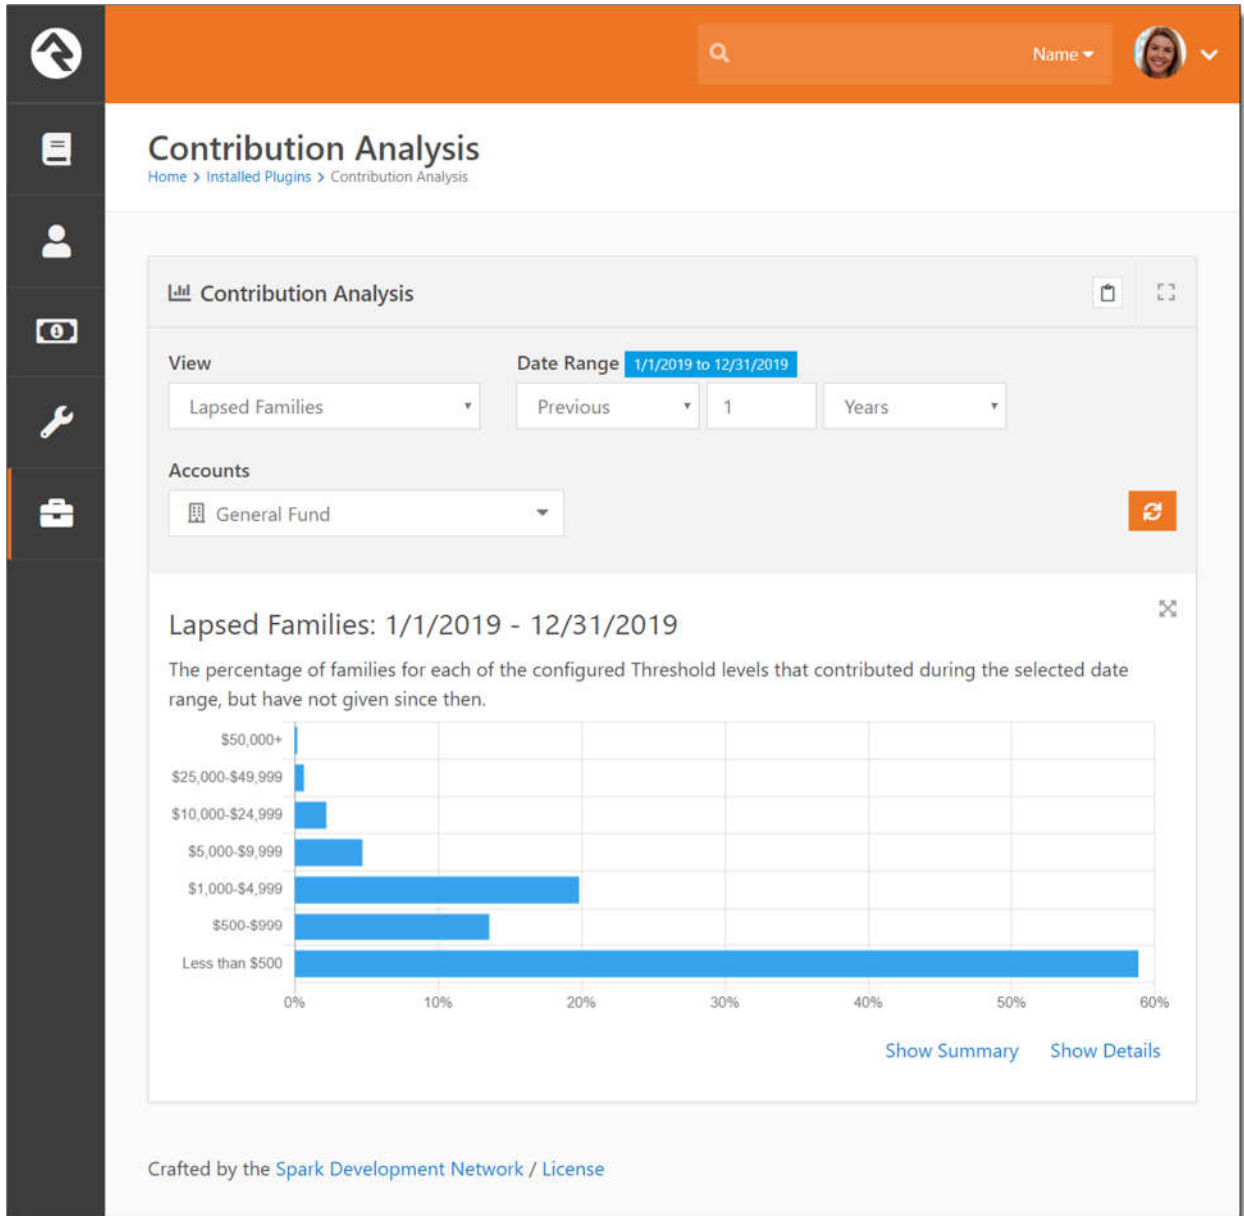 Name
Contribution Analysis
Home > Installed Plugins > Contribution Analysis
Contribution Analysis
View
Date Range 1/1/2019 to 12/31/2019
Lapsed Families
Previous 1 Years
Accounts
General Fund
Lapsed Families: 1/1/2019 - 12/31/2019
The percentage of families for each of the configured Threshold levels that contributed during the selected date
range, but have not given since then.
$50,000+
$25,000-$49,999
$10,000-$24,999
$5,000-$9,999
$1,000-$4,999
$500-$999
Less than $500
0% 10% 20% 30% 40% 50% 60%
Show Summary Show Details
Crafted by the Spark Development Network / License